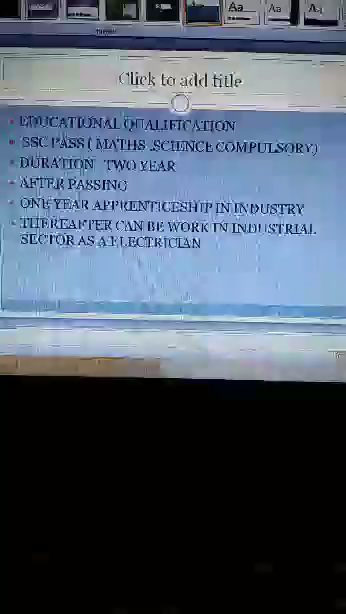 Aa Aa Aa
Click to add title
EDUCATIONAL QUALIFICATION
SSC PASS ( MATHS ,SCIENCE COMPULSORY)
DURATION TWO YEAR
AFTER PASSING
ONE YEAR APPRENTICESHIP IN INDUSTRY
THEREAFTER CAN BE WORK IN INDUSTRIAL
SECTOR AS A ELECTRICIAN